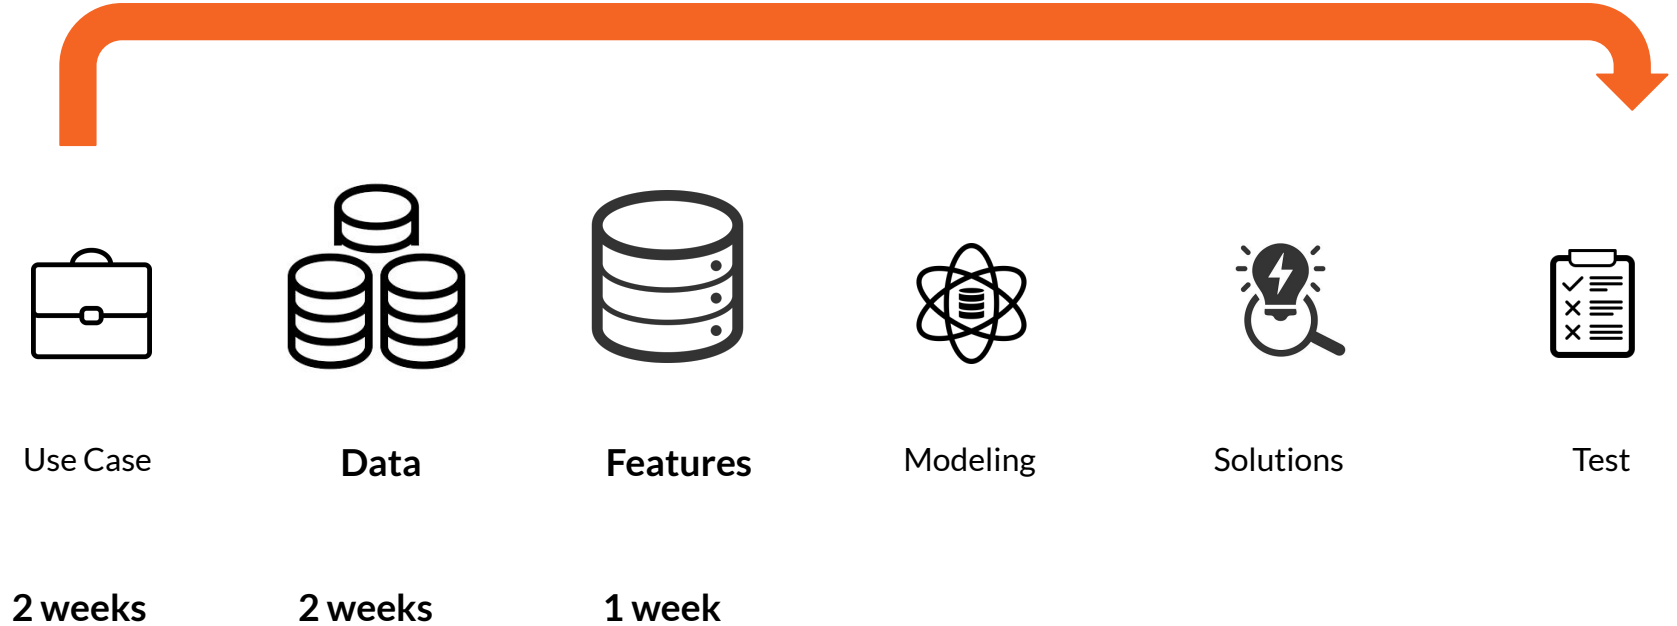 Use Case
Data
Features
Modeling
Solutions
Test
2 weeks
2 weeks
1 week